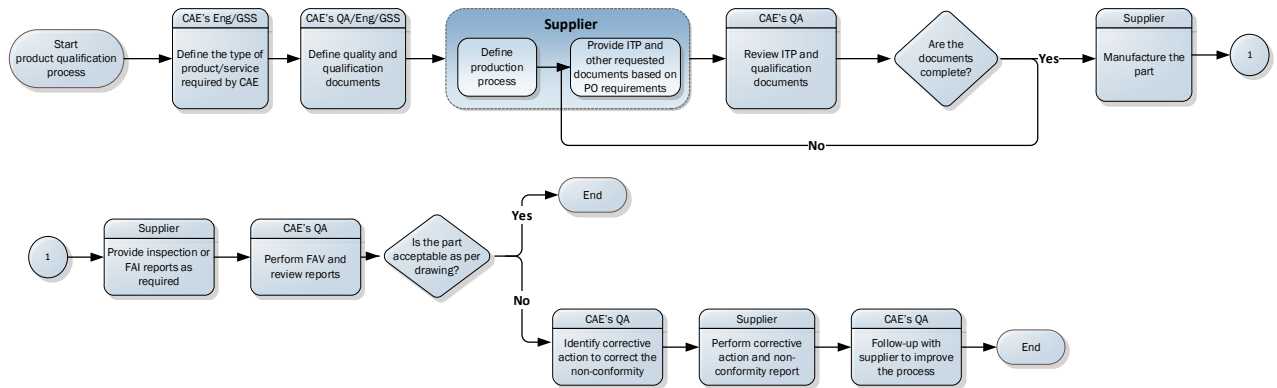 Start
product qualification
process
CAE's Eng/GSS
Define the type of
product/service
required by CAE
CAE's QA/Eng/GSS
Define quality and
qualification
documents
Supplier
Define
production
process
Provide ITP and
other requested
documents based on
PO requirements
CAE's QA
Review ITP and
qualification
documents
Are the
documents
complete?
Yes
No
Supplier
Manufacture the
part
1
1
Supplier
Provide inspection or
FAI reports as
required
CAE's QA
Perform FAV and
review reports
Is the part
acceptable as per
drawing?
Yes
End
No
CAE's QA
Identify corrective
action to correct the
non-conformity
Supplier
Perform corrective
action and non-
conformity report
CAE's QA
Follow-up with
supplier to improve
the process
End